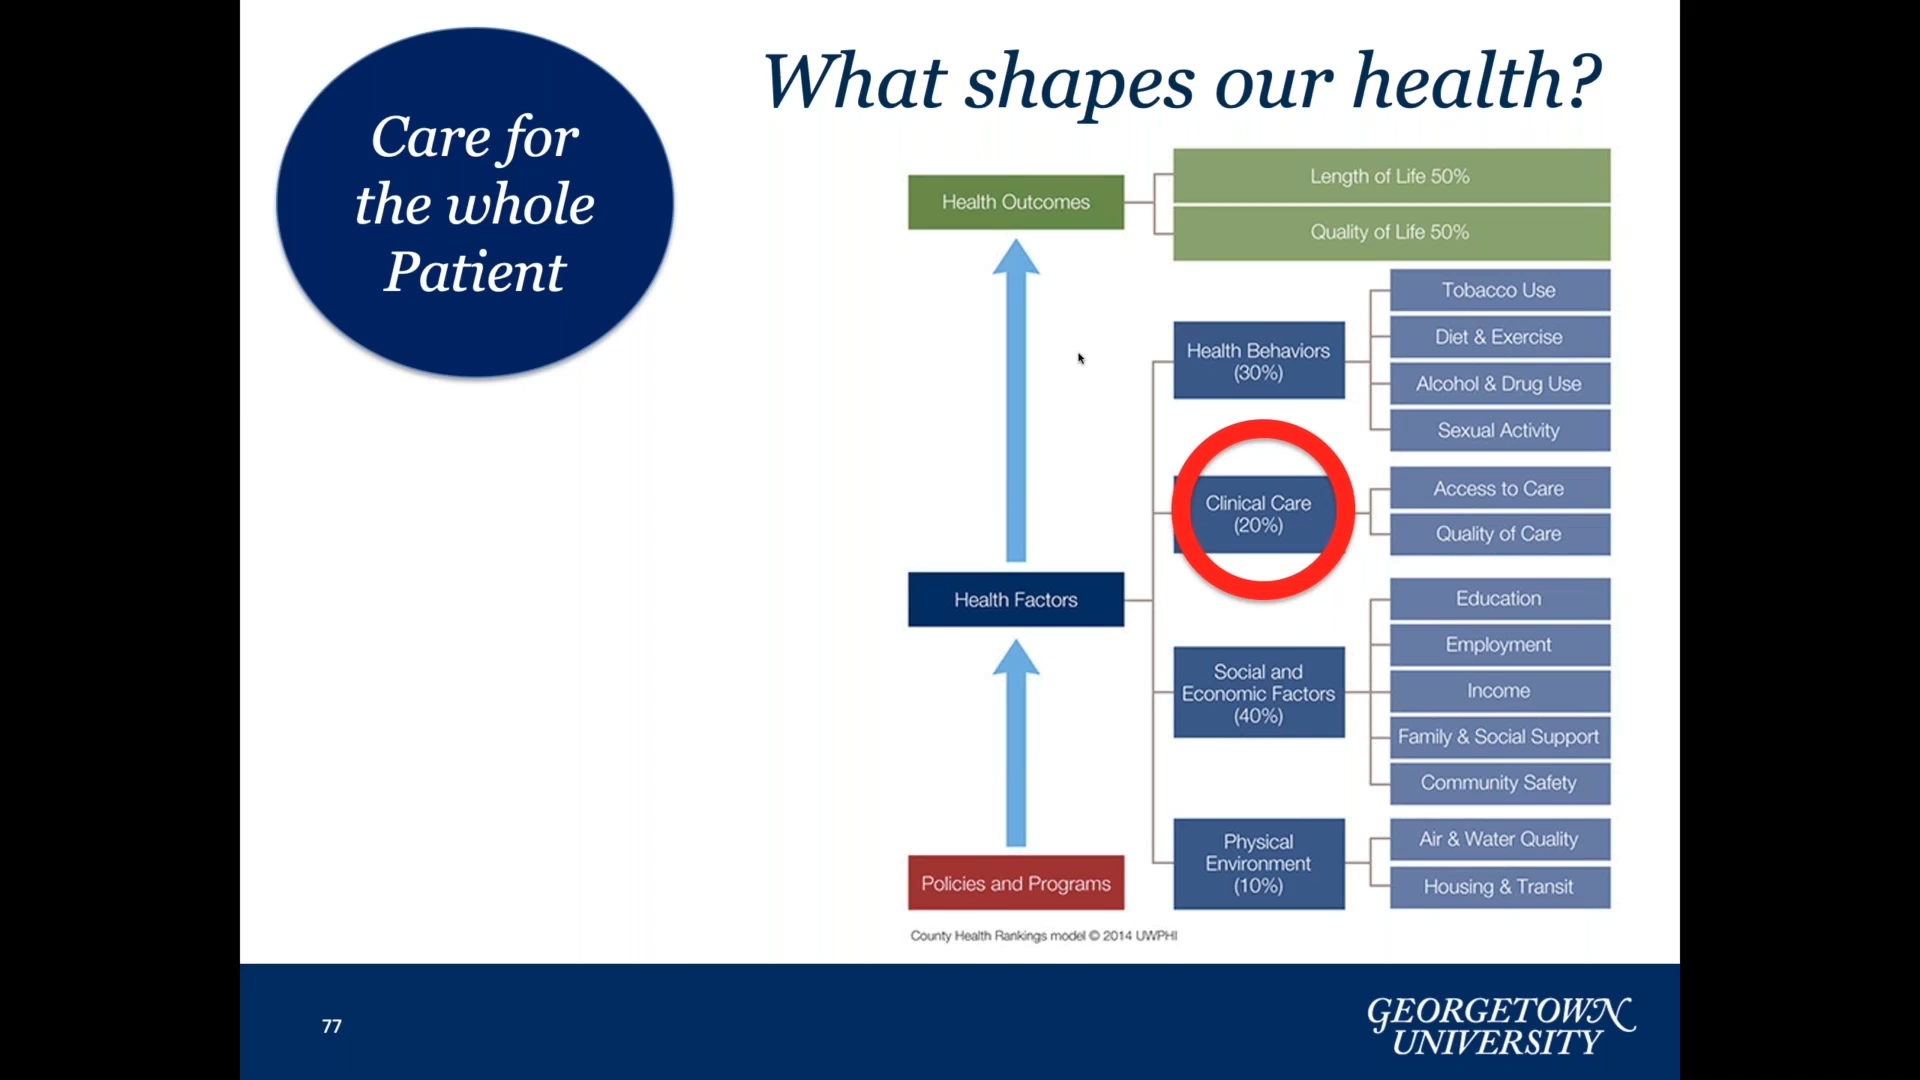 What shapes our health?
Care for
the whole
Patient
Health Outcomes
Length of Life 50%
Quality of Life 50%
Health Behaviors
(30%)
Tobacco Use
Diet & Exercise
Alcohol & Drug Use
Sexual Activity
Clinical Care
(20%)
Access to Care
Quality of Care
Health Factors
Social and
Economic Factors
(40%)
Education
Employment
Income
Family & Social Support
Community Safety
Physical
Environment
(10%)
Air & Water Quality
Housing & Transit
Policies and Programs
County Health Rankings model © 2014 UWPHI
77
GEORGETOWN
UNIVERSITY